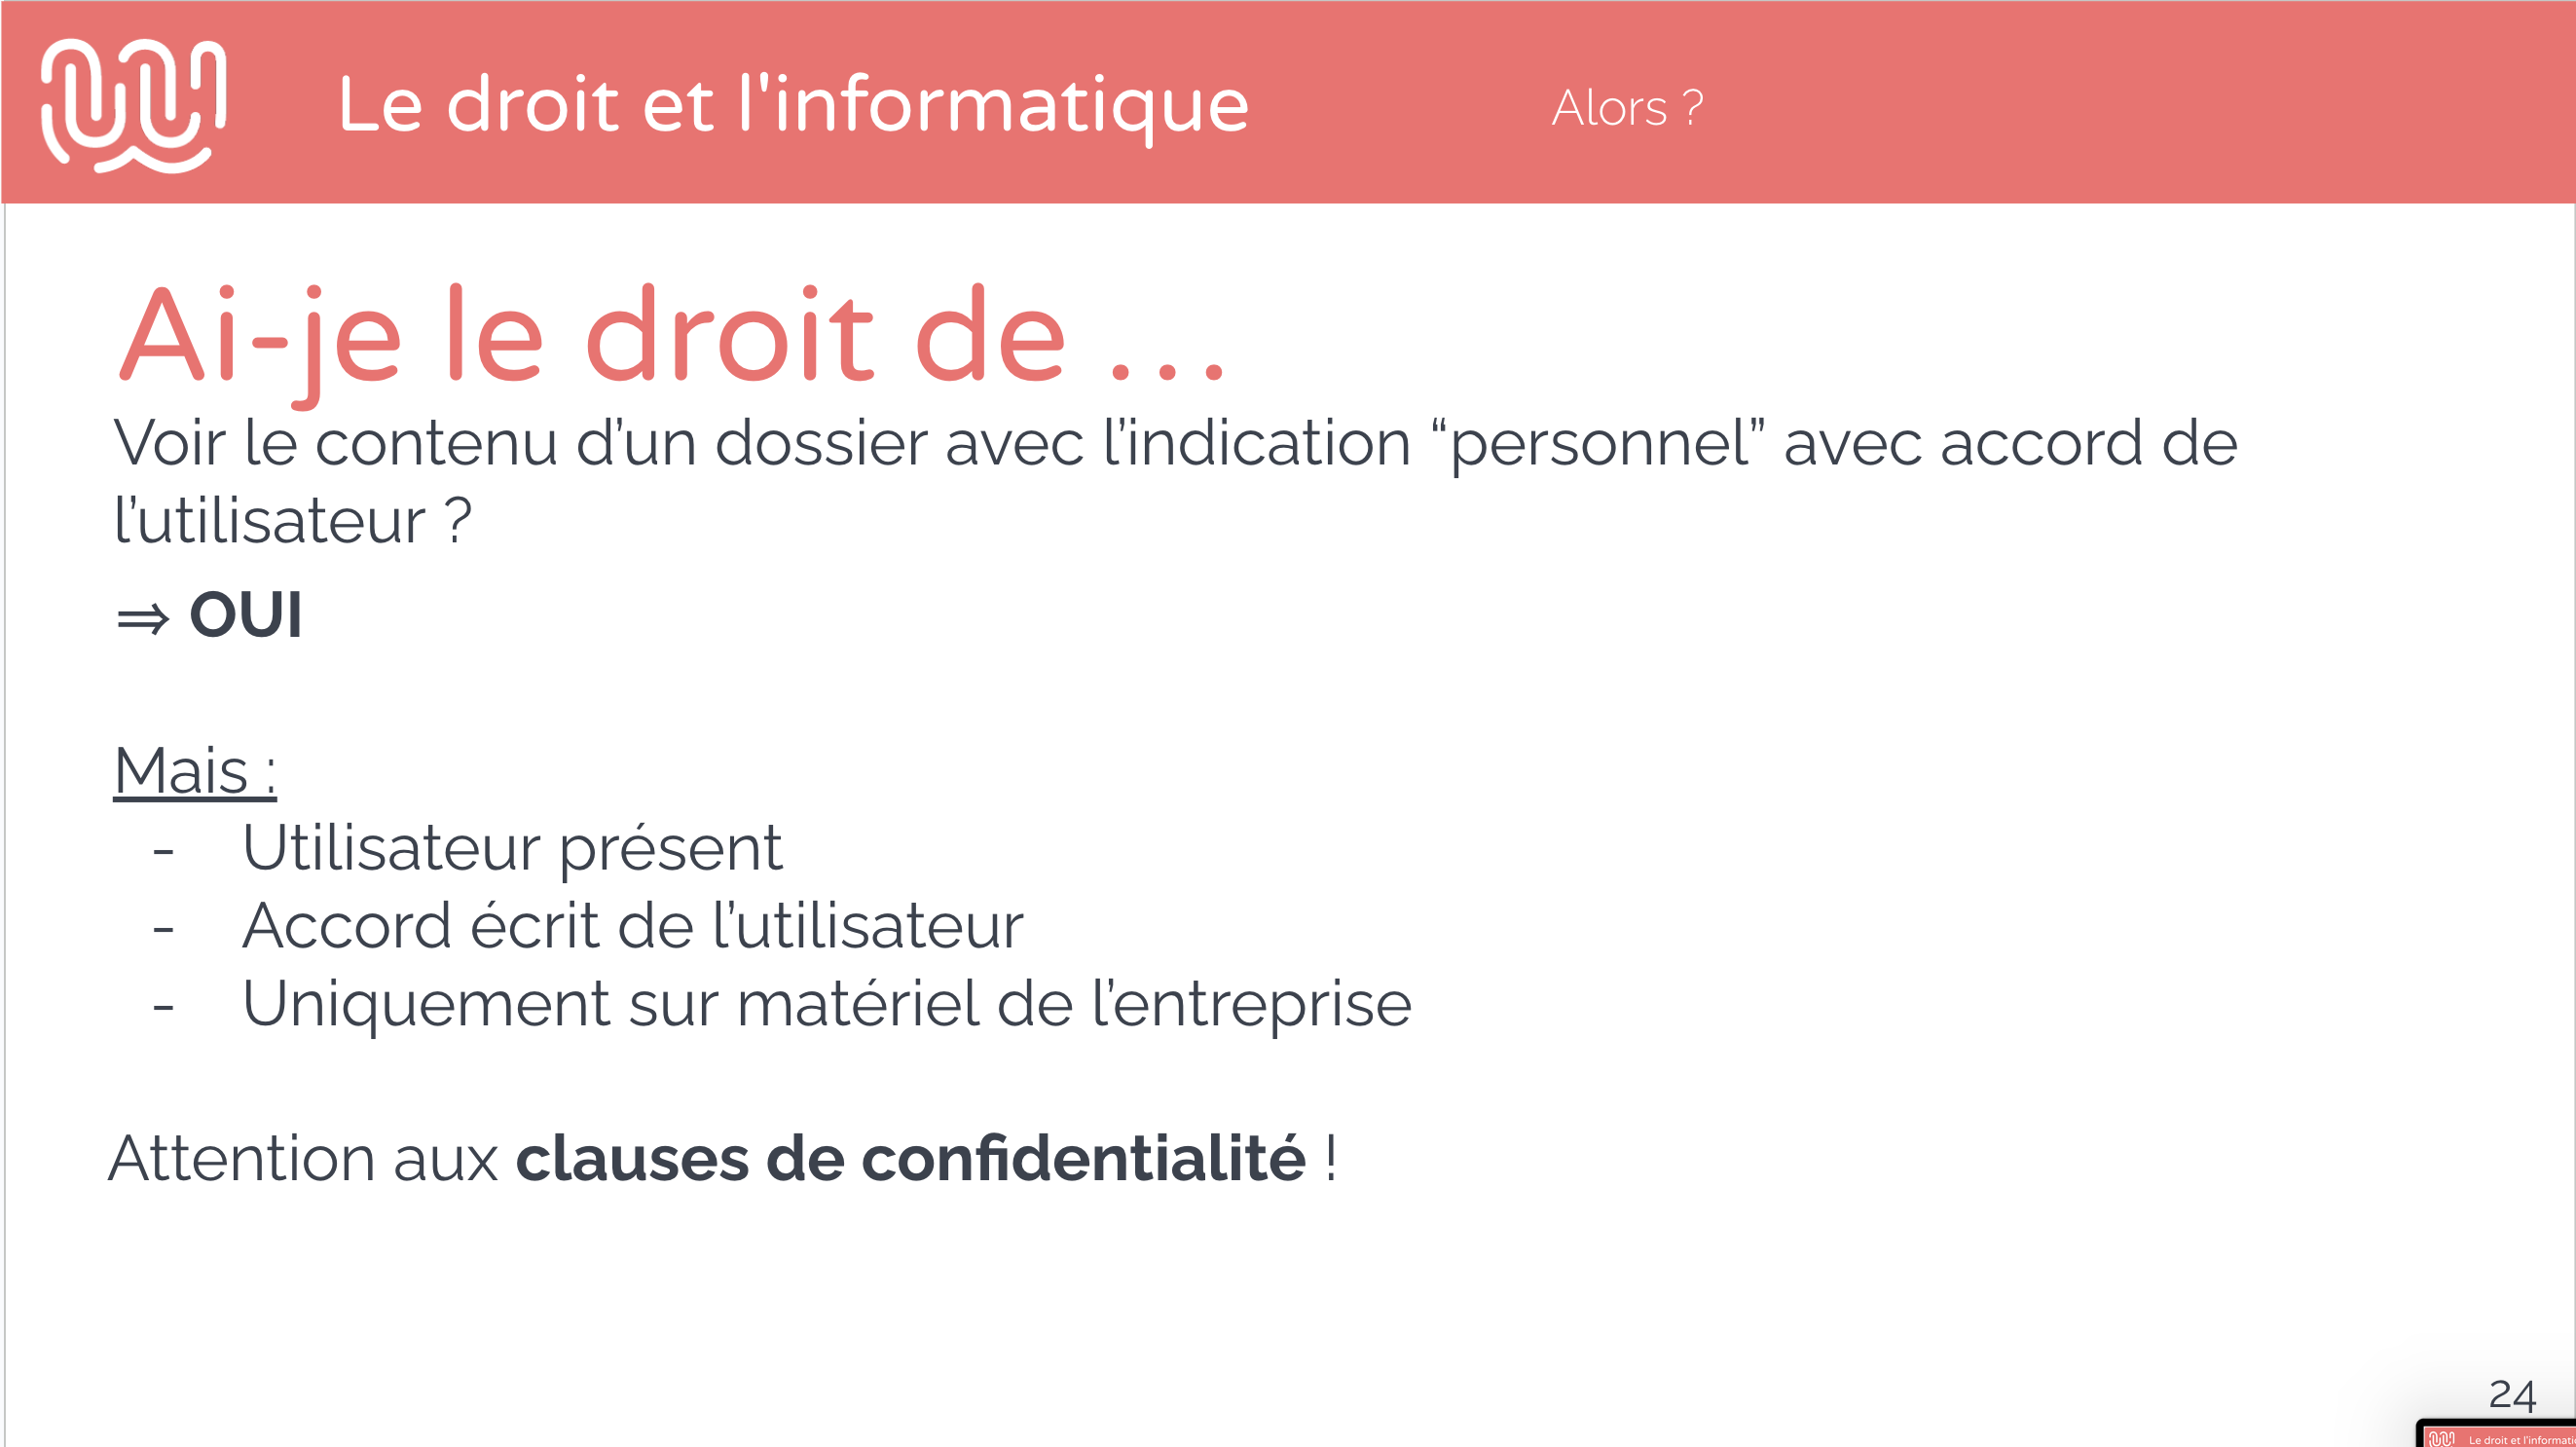 Le droit et l'informatique
Alors ?
Ai-je le droit de ...
Voir le contenu d’un dossier avec l’indication “personnel” avec accord de
l’utilisateur ?
⇒ OUI
Mais :
- Utilisateur présent
- Accord écrit de l’utilisateur
- Uniquement sur matériel de l’entreprise
Attention aux clauses de confidentialité !
24
Le droit et l'informati